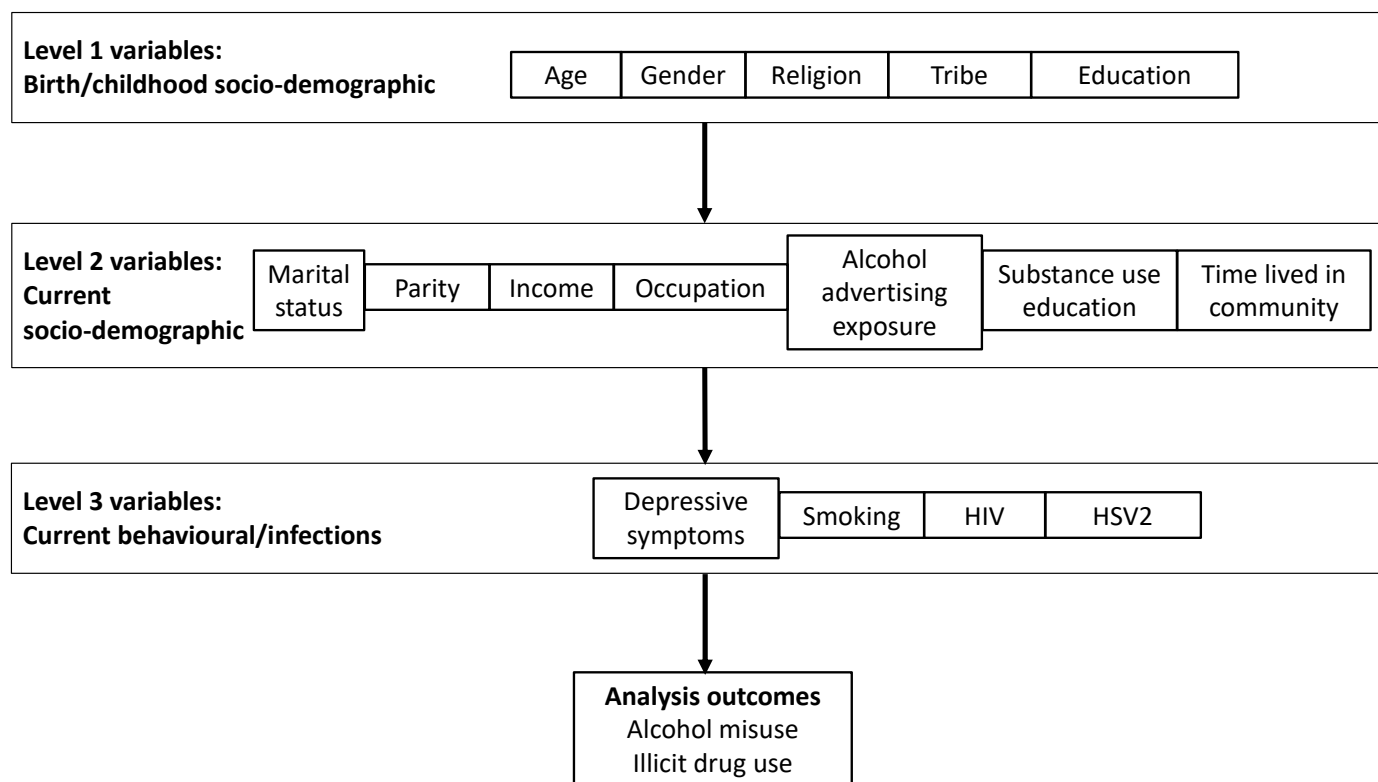 Level 1 variables:
Birth/childhood socio-demographic
Age
Gender
Religion
Tribe
Education
Level 2 variables:
Current
socio-demographic
Marital
status
Parity
Income
Occupation
Alcohol
advertising
exposure
Substance use
education
Time lived in
community
Level 3 variables:
Current behavioural/infections
Depressive
symptoms
Smoking
HIV
HSV2
Analysis outcomes
Alcohol misuse
Illicit drug use